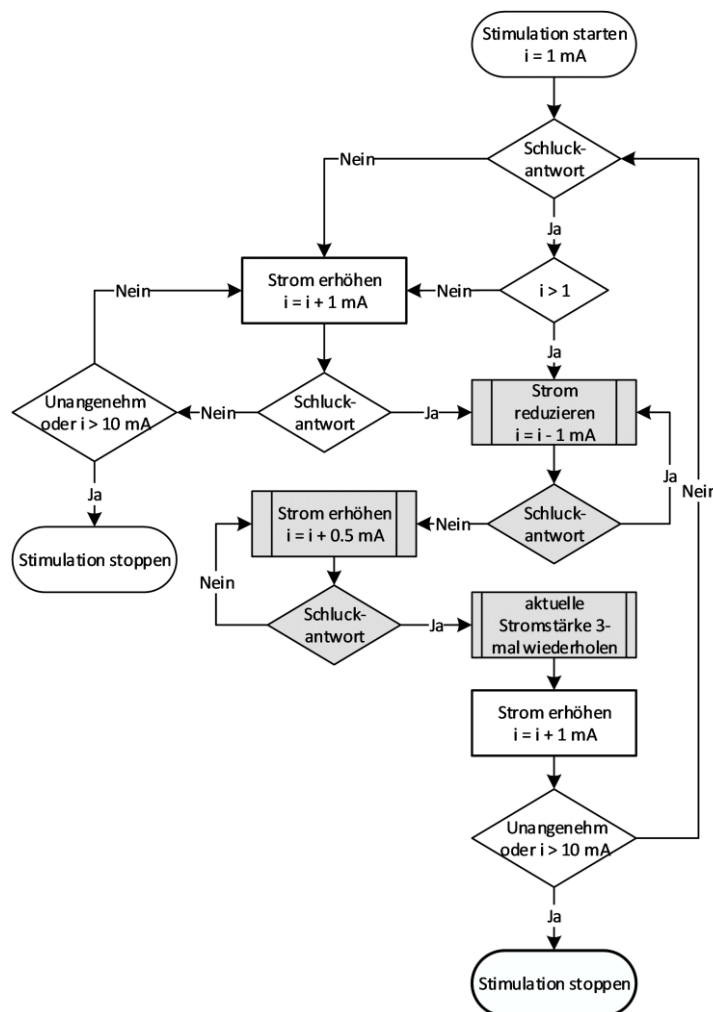 Stimulation starten
i = 1 mA
Schluck-
antwort
Nein
Ja
Strom erhöhen
i = i + 1 mA
Nein
i > 1
Nein
Ja
Unangenehm
oder i > 10 mA
Nein
Schluck-
antwort
Ja
Strom
reduzieren
i = i - 1 mA
Ja
Nein
Ja
Stimulation stoppen
Strom erhöhen
i = i + 0.5 mA
Nein
Schluck-
antwort
Nein
Schluck-
antwort
Ja
aktuelle
Stromstärke 3-
mal wiederholen
Strom erhöhen
i = i + 1 mA
Unangenehm
oder i > 10 mA
Ja
Stimulation stoppen